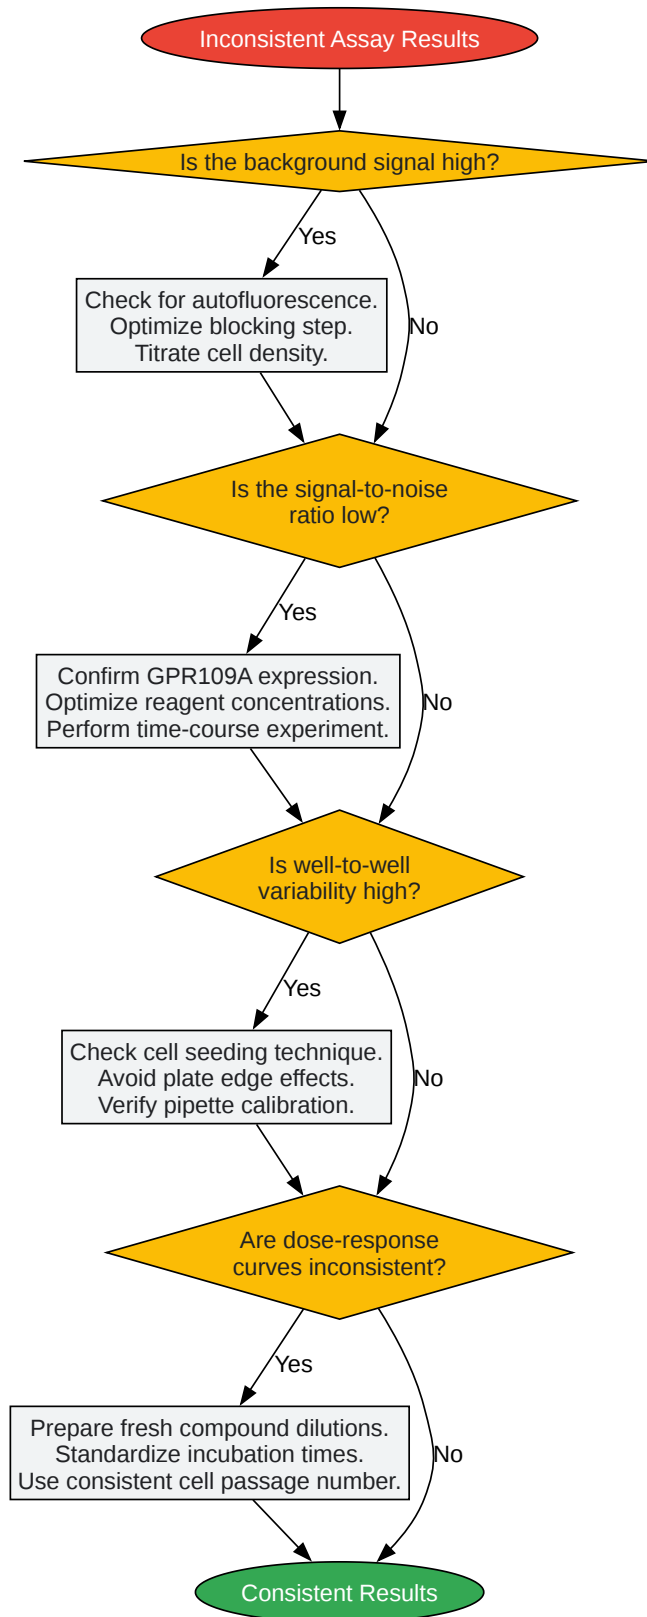 Inconsistent Assay Results
Is the background signal high?
Yes
Check for autofluorescence.
Optimize blocking step.
Titrate cell density.
No
Is the signal-to-noise
ratio low?
Yes
Confirm GPR109A expression.
Optimize reagent concentrations.
Perform time-course experiment.
No
Is well-to-well
variability high?
Yes
Check cell seeding technique.
Avoid plate edge effects.
Verify pipette calibration.
No
Are dose-response
curves inconsistent?
Yes
Prepare fresh compound dilutions.
Standardize incubation times.
Use consistent cell passage number.
No
Consistent Results